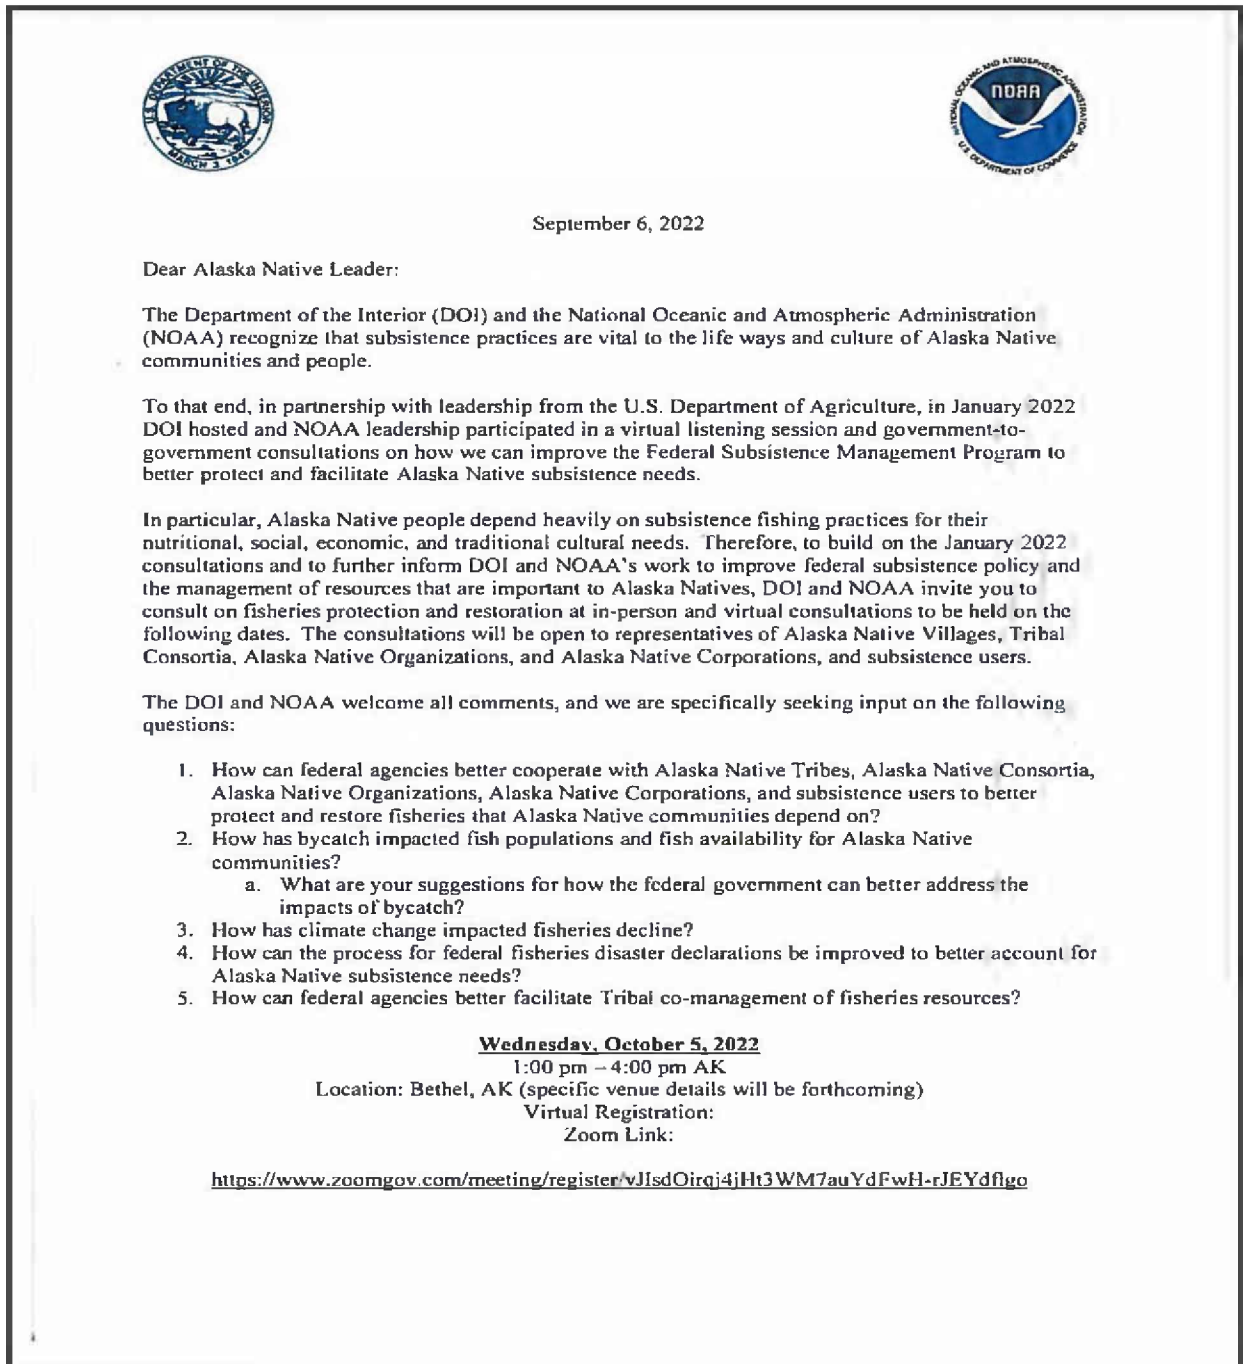 U.S. DEPARTMENT OF THE INTERIOR
MARCH 3, 1849
NATIONAL OCEANIC AND ATMOSPHERIC ADMINISTRATION
NOAA
U.S. DEPARTMENT OF COMMERCE
September 6, 2022
Dear Alaska Native Leader:
The Department of the Interior (DOI) and the National Oceanic and Atmospheric Administration
(NOAA) recognize that subsistence practices are vital to the life ways and culture of Alaska Native
communities and people.
To that end, in partnership with leadership from the U.S. Department of Agriculture, in January 2022
DOI hosted and NOAA leadership participated in a virtual listening session and government-to-
government consultations on how we can improve the Federal Subsistence Management Program to
better protect and facilitate Alaska Native subsistence needs.
In particular, Alaska Native people depend heavily on subsistence fishing practices for their
nutritional, social, economic, and traditional cultural needs. Therefore, to build on the January 2022
consultations and to further inform DOI and NOAA's work to improve federal subsistence policy and
the management of resources that are important to Alaska Natives, DOI and NOAA invite you to
consult on fisheries protection and restoration at in-person and virtual consultations to be held on the
following dates. The consultations will be open to representatives of Alaska Native Villages, Tribal
Consortia, Alaska Native Organizations, and Alaska Native Corporations, and subsistence users.
The DOI and NOAA welcome all comments, and we are specifically seeking input on the following
questions:
1. How can federal agencies better cooperate with Alaska Native Tribes, Alaska Native Consortia,
Alaska Native Organizations, Alaska Native Corporations, and subsistence users to better
protect and restore fisheries that Alaska Native communities depend on?
2. How has bycatch impacted fish populations and fish availability for Alaska Native
communities?
a. What are your suggestions for how the federal government can better address the
impacts of bycatch?
3. How has climate change impacted fisheries decline?
4. How can the process for federal fisheries disaster declarations be improved to better account for
Alaska Native subsistence needs?
5. How can federal agencies better facilitate Tribal co-management of fisheries resources?
Wednesday, October 5, 2022
1:00 pm – 4:00 pm AK
Location: Bethel, AK (specific venue details will be forthcoming)
Virtual Registration:
Zoom Link:
https://www.zoomgov.com/meeting/register/vJIsdOirqj4jHt3WM7auYdFwH-rJEYdflgo